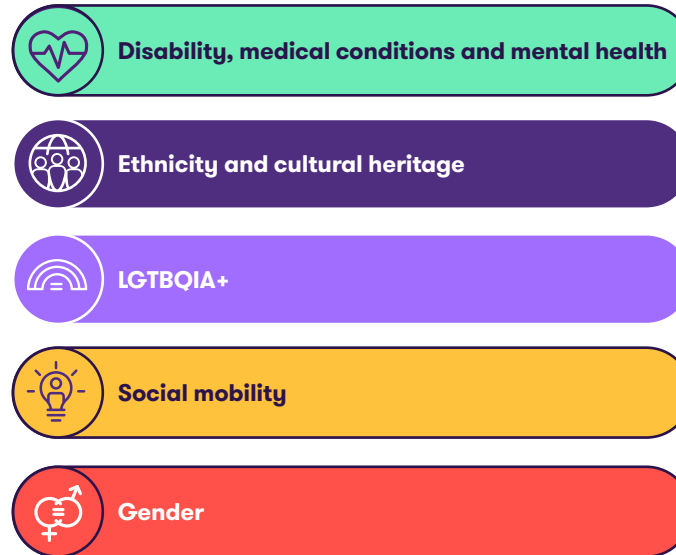 Disability, medical conditions and mental health
Ethnicity and cultural heritage
LGTBQIA+
Social mobility
Gender